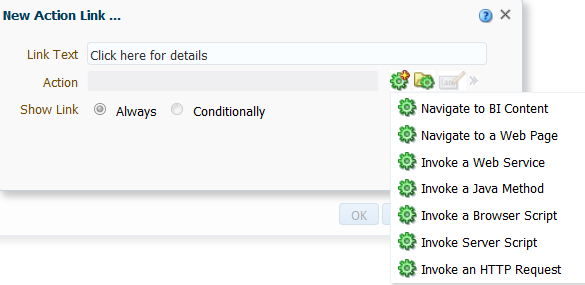 New Action Link ...
Link Text Click here for details
Action
Show Link Always Conditionally
Navigate to BI Content
Navigate to a Web Page
Invoke a Web Service
Invoke a Java Method
Invoke a Browser Script
Invoke Server Script
Invoke an HTTP Request
OK